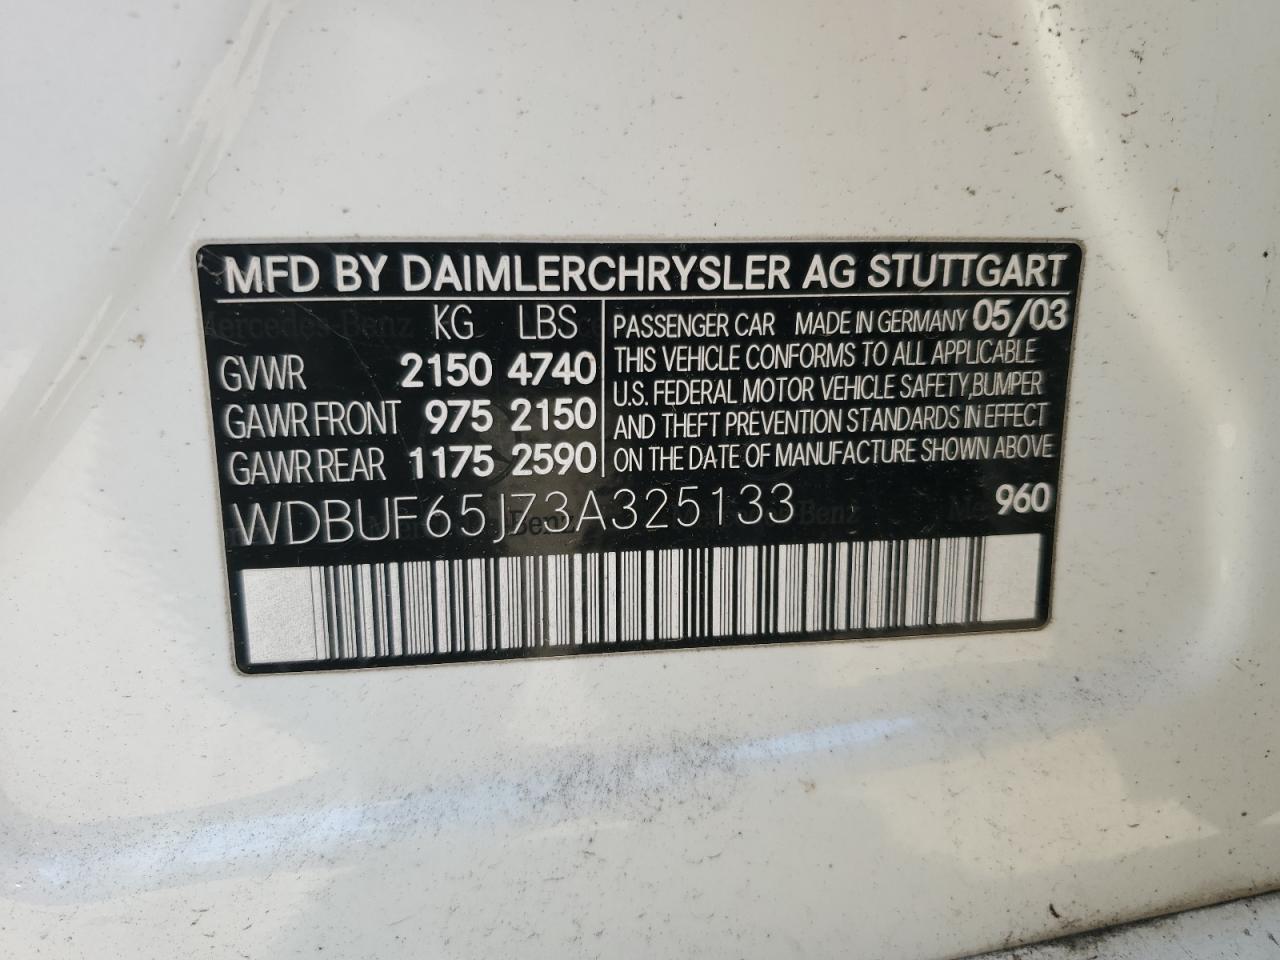 MFD BY DAIMLERCHRYSLER AG STUTTGART
Mercedes-Benz
KG LBS
GVWR 2150 4740
GAWR FRONT 975 2150
GAWR REAR 1175 2590
PASSENGER CAR MADE IN GERMANY 05/03
THIS VEHICLE CONFORMS TO ALL APPLICABLE
U.S. FEDERAL MOTOR VEHICLE SAFETY,BUMPER
AND THEFT PREVENTION STANDARDS IN EFFECT
ON THE DATE OF MANUFACTURE SHOWN ABOVE
WDBUF65J73A325133 960